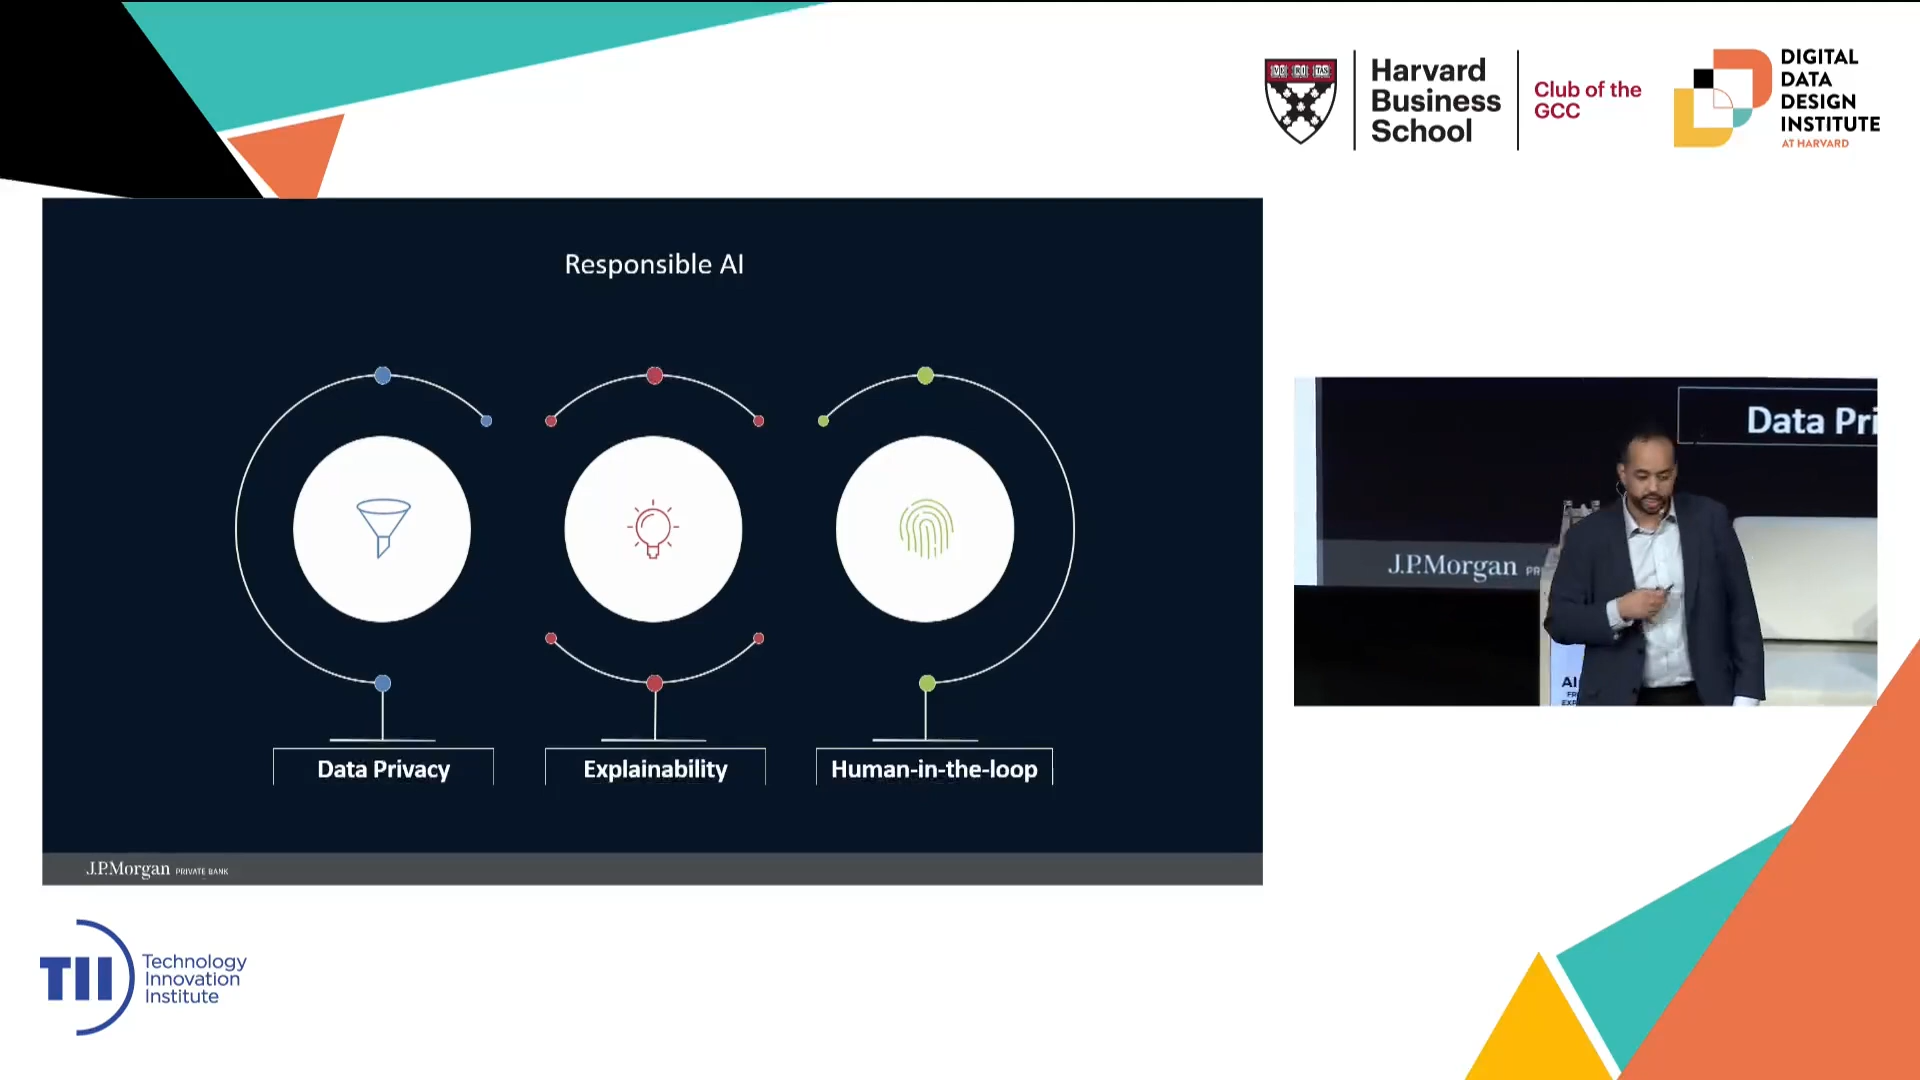 Harvard
Business
School
Club of the
GCC
DIGITAL
DATA
DESIGN
INSTITUTE
AT HARVARD
Responsible AI
Data Privacy
Explainability
Human-in-the-loop
J.P.Morgan PRIVATE BANK
Data Pri
J.P.Morgan PR
AI
TII
Technology
Innovation
Institute